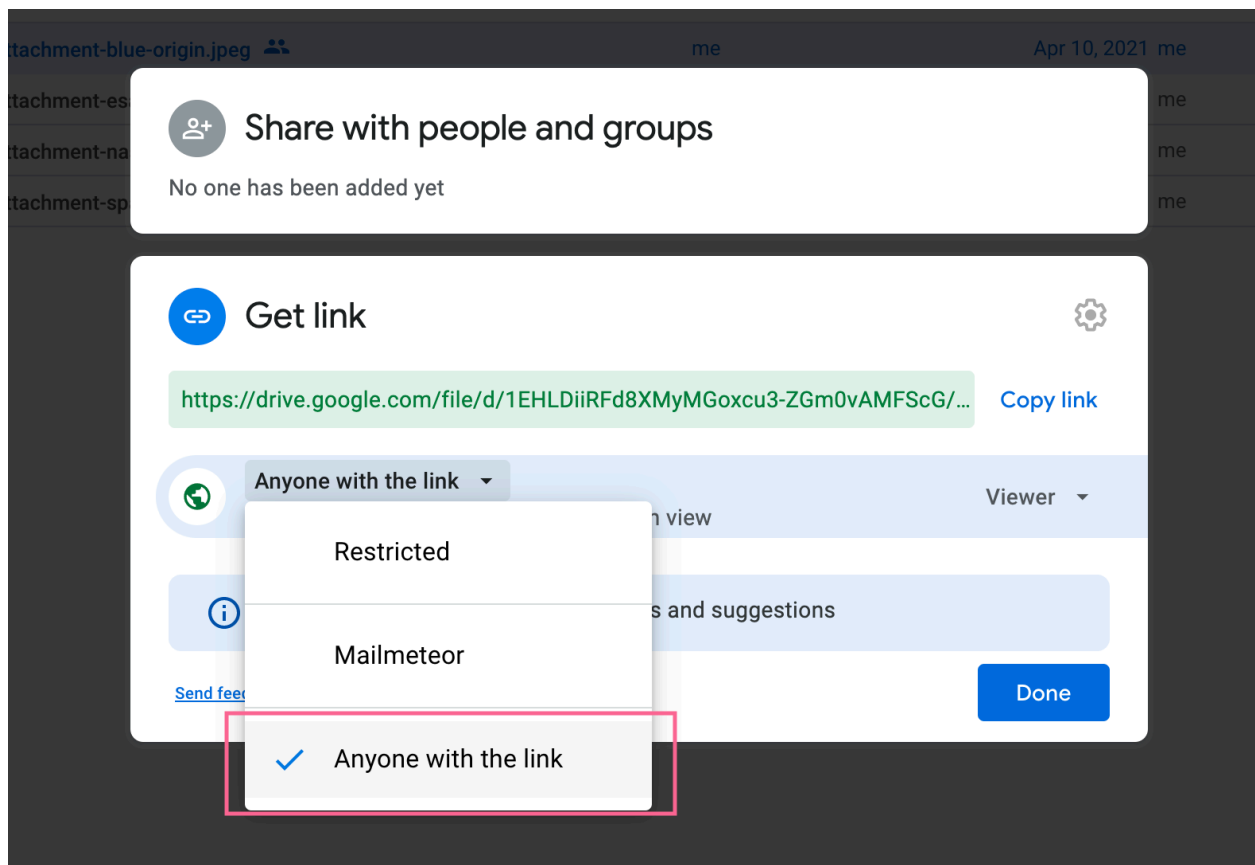 ttachment-blue-origin.jpeg me Apr 10, 2021 me
ttachment-es me
ttachment-na me
ttachment-sp me
Share with people and groups
No one has been added yet
Get link
https://drive.google.com/file/d/1EHLDiiRFd8XMyMGoxcu3-ZGm0vAMFScG/... Copy link
Anyone with the link
view
Viewer
Restricted
and suggestions
Mailmeteor
Send feed
Done
Anyone with the link